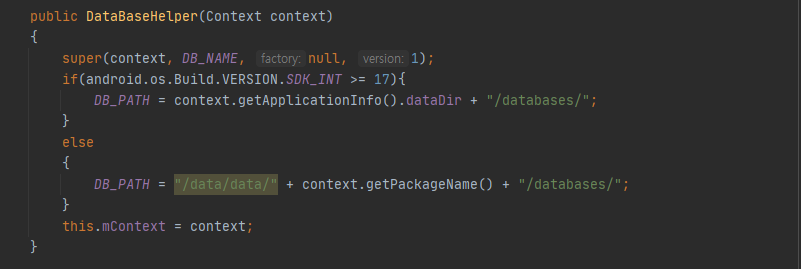 public DataBaseHelper(Context context)
{
super(context, DB_NAME, factory: null, version: 1);
if(android.os.Build.VERSION.SDK_INT >= 17){
DB_PATH = context.getApplicationInfo().dataDir + "/databases/";
}
else
{
DB_PATH = "/data/data/" + context.getPackageName() + "/databases/";
}
this.mContext = context;
}